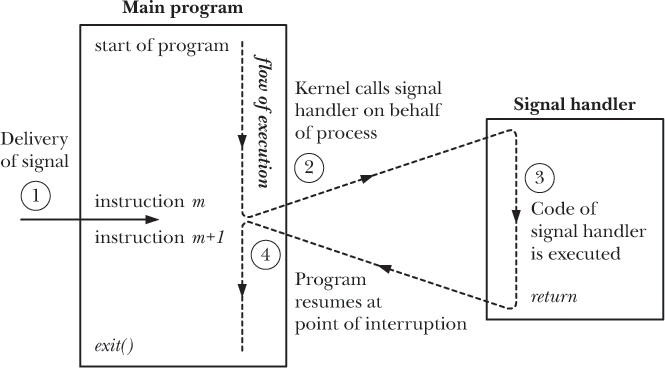 Main program
start of program
flow of execution
Delivery
of signal
1
instruction m
instruction m+1
exit()
Kernel calls signal
handler on behalf
of process
2
Signal handler
3
Code of
signal handler
is executed
return
4
Program
resumes at
point of interruption